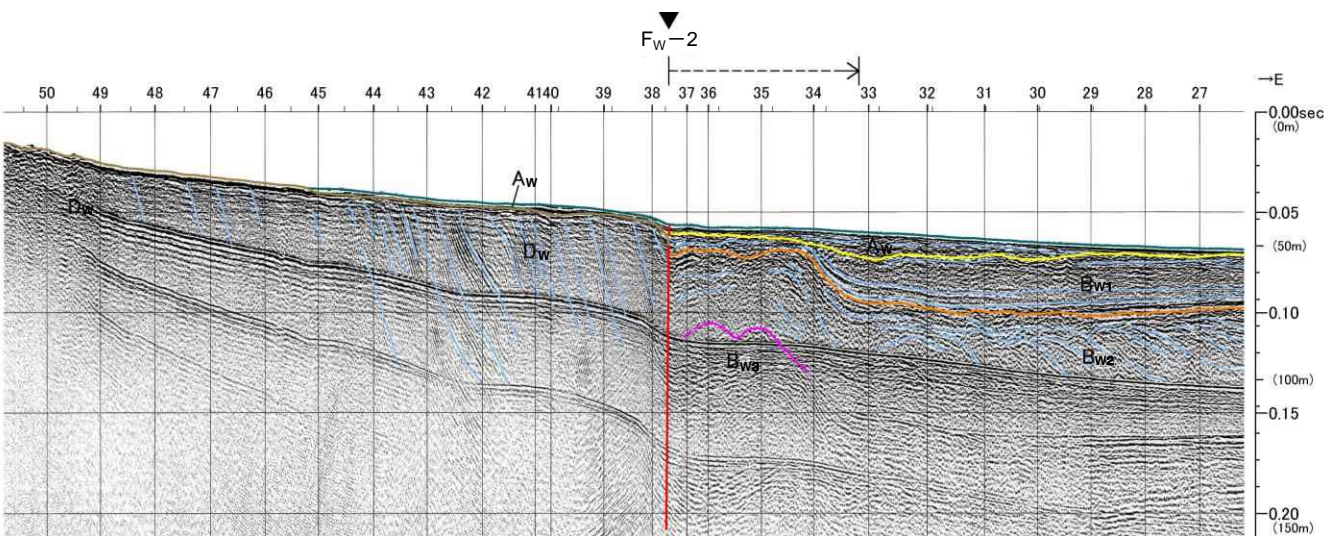 FW−2
→E
50 49 48 47 46 45 44 43 42 41 40 39 38 37 36 35 34 33 32 31 30 29 28 27
0.00sec
(0m)
AW
DW
0.05
DW
AW
(50m)
BW1
0.10
BW3
BW2
(100m)
0.15
0.20
(150m)